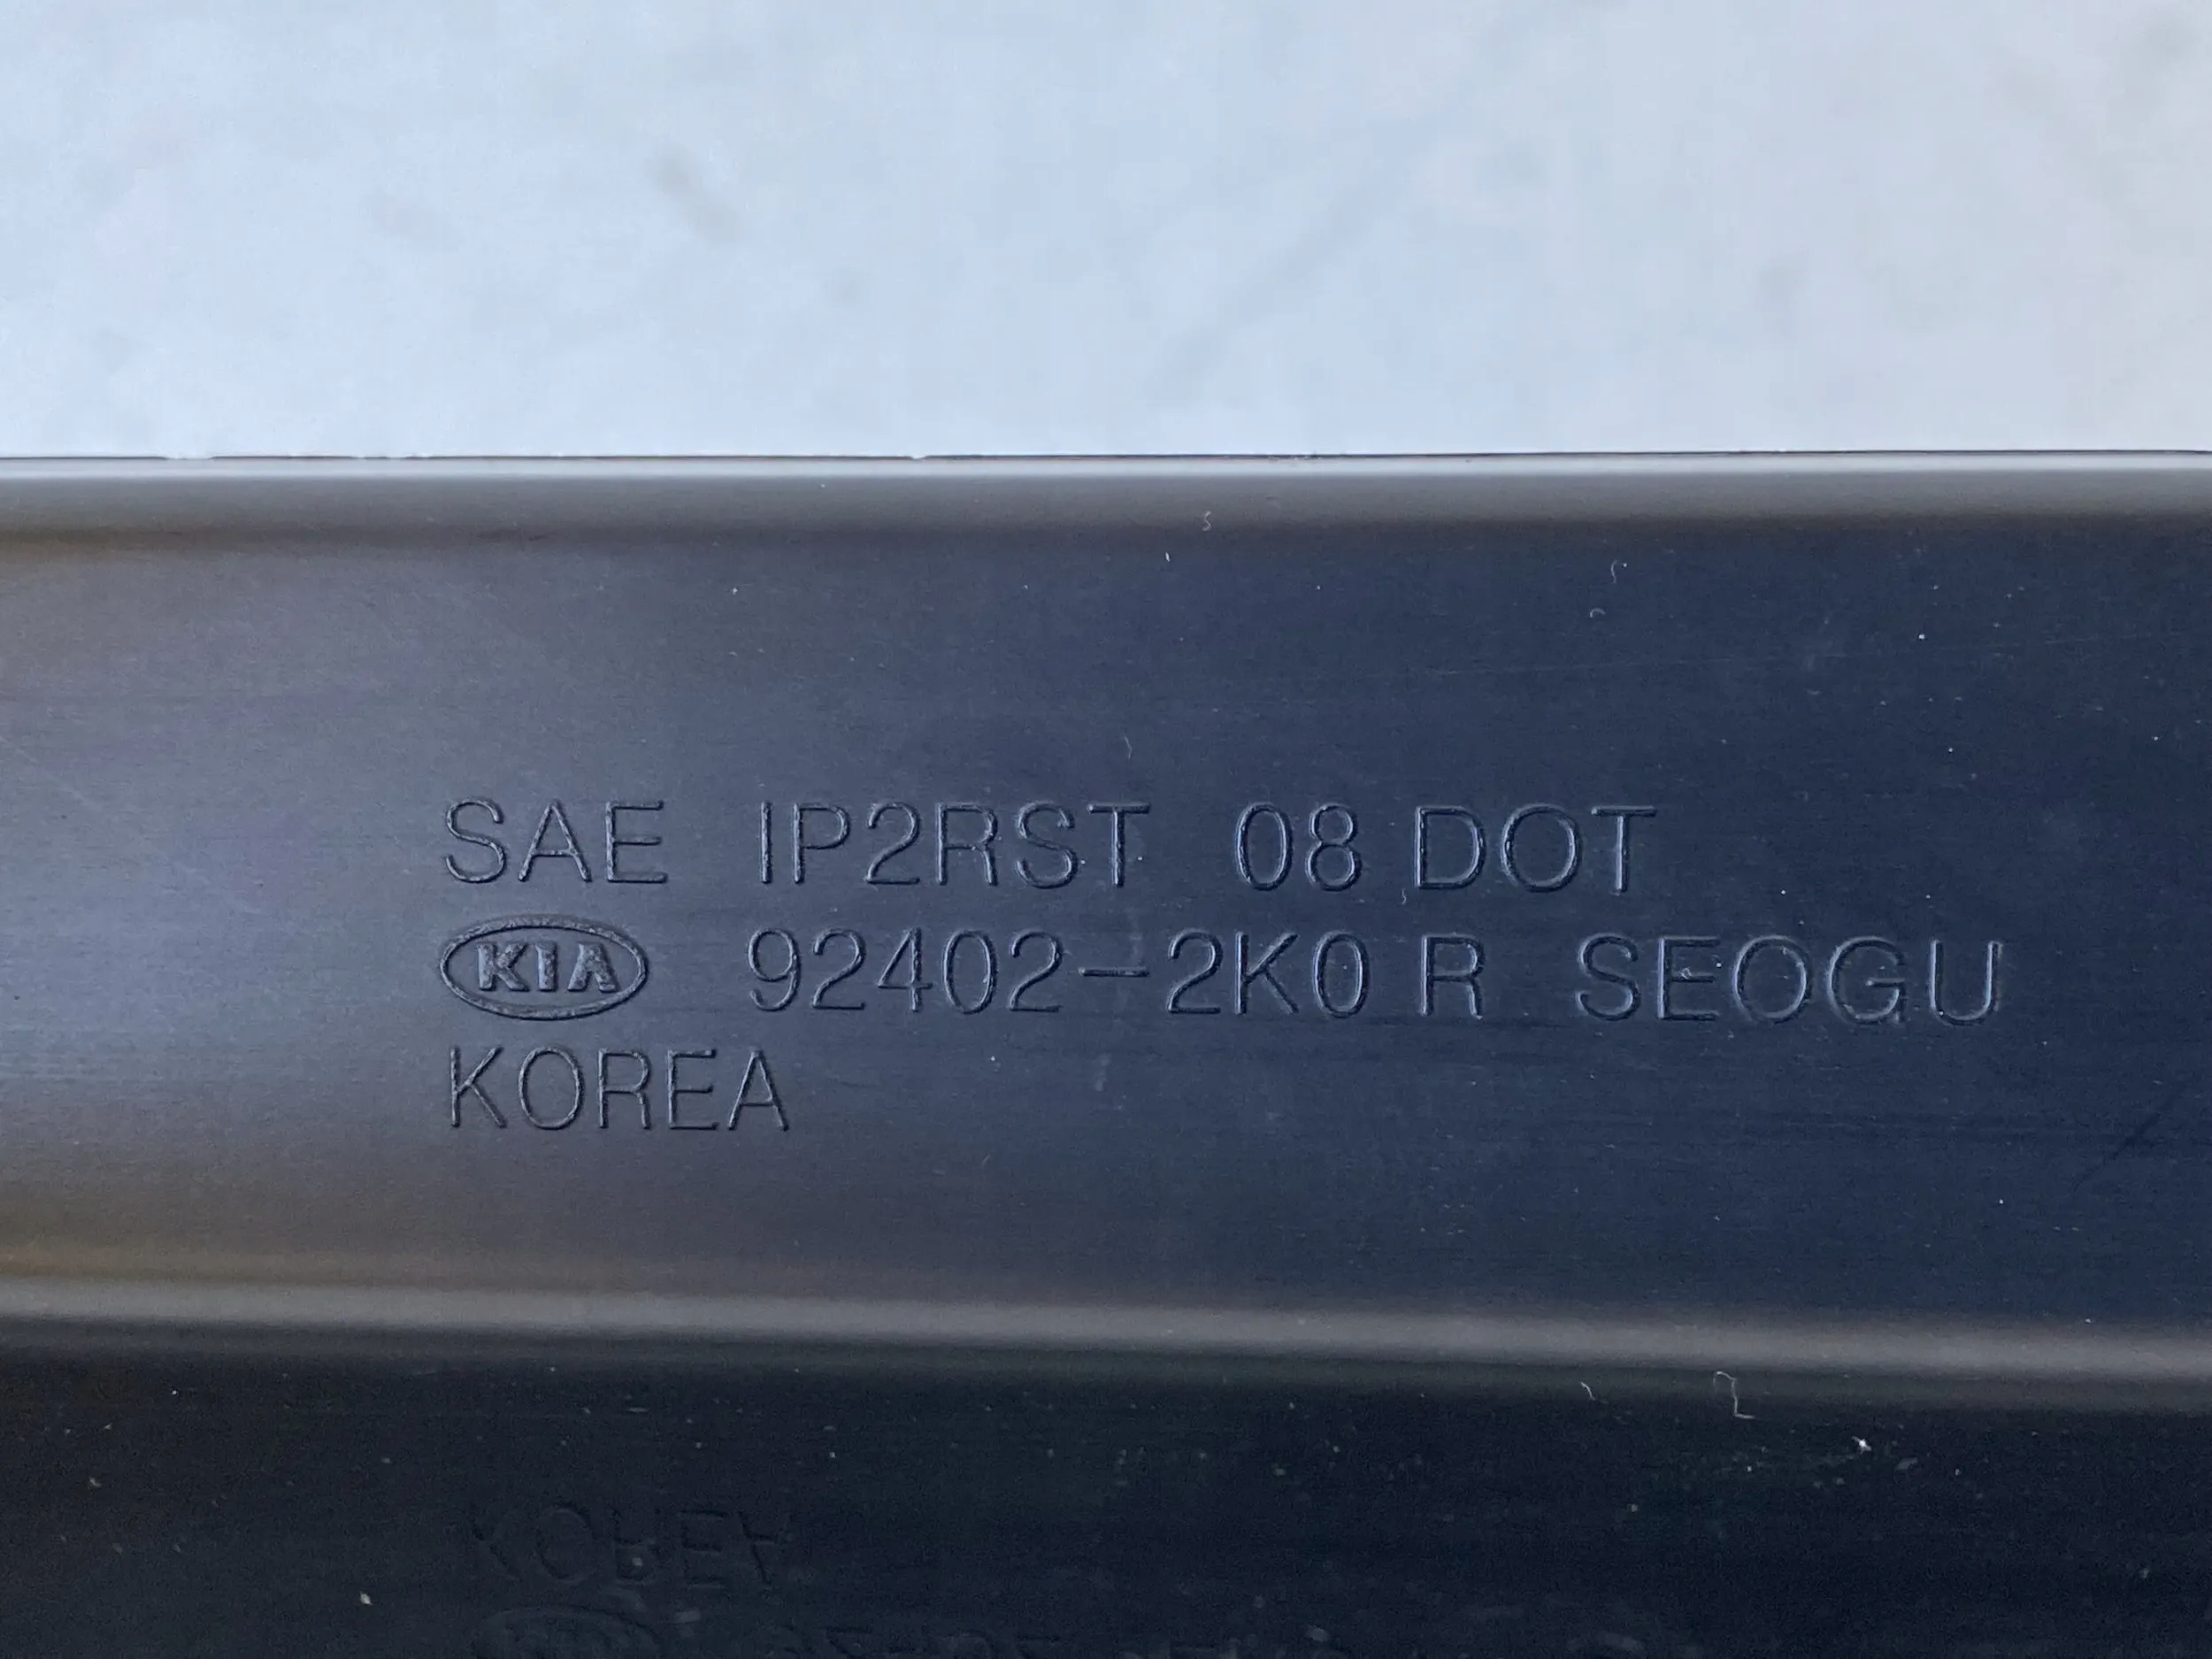 SAE IP2RST 08 DOT
KIA 92402-2K0 R SEOGU
KOREA